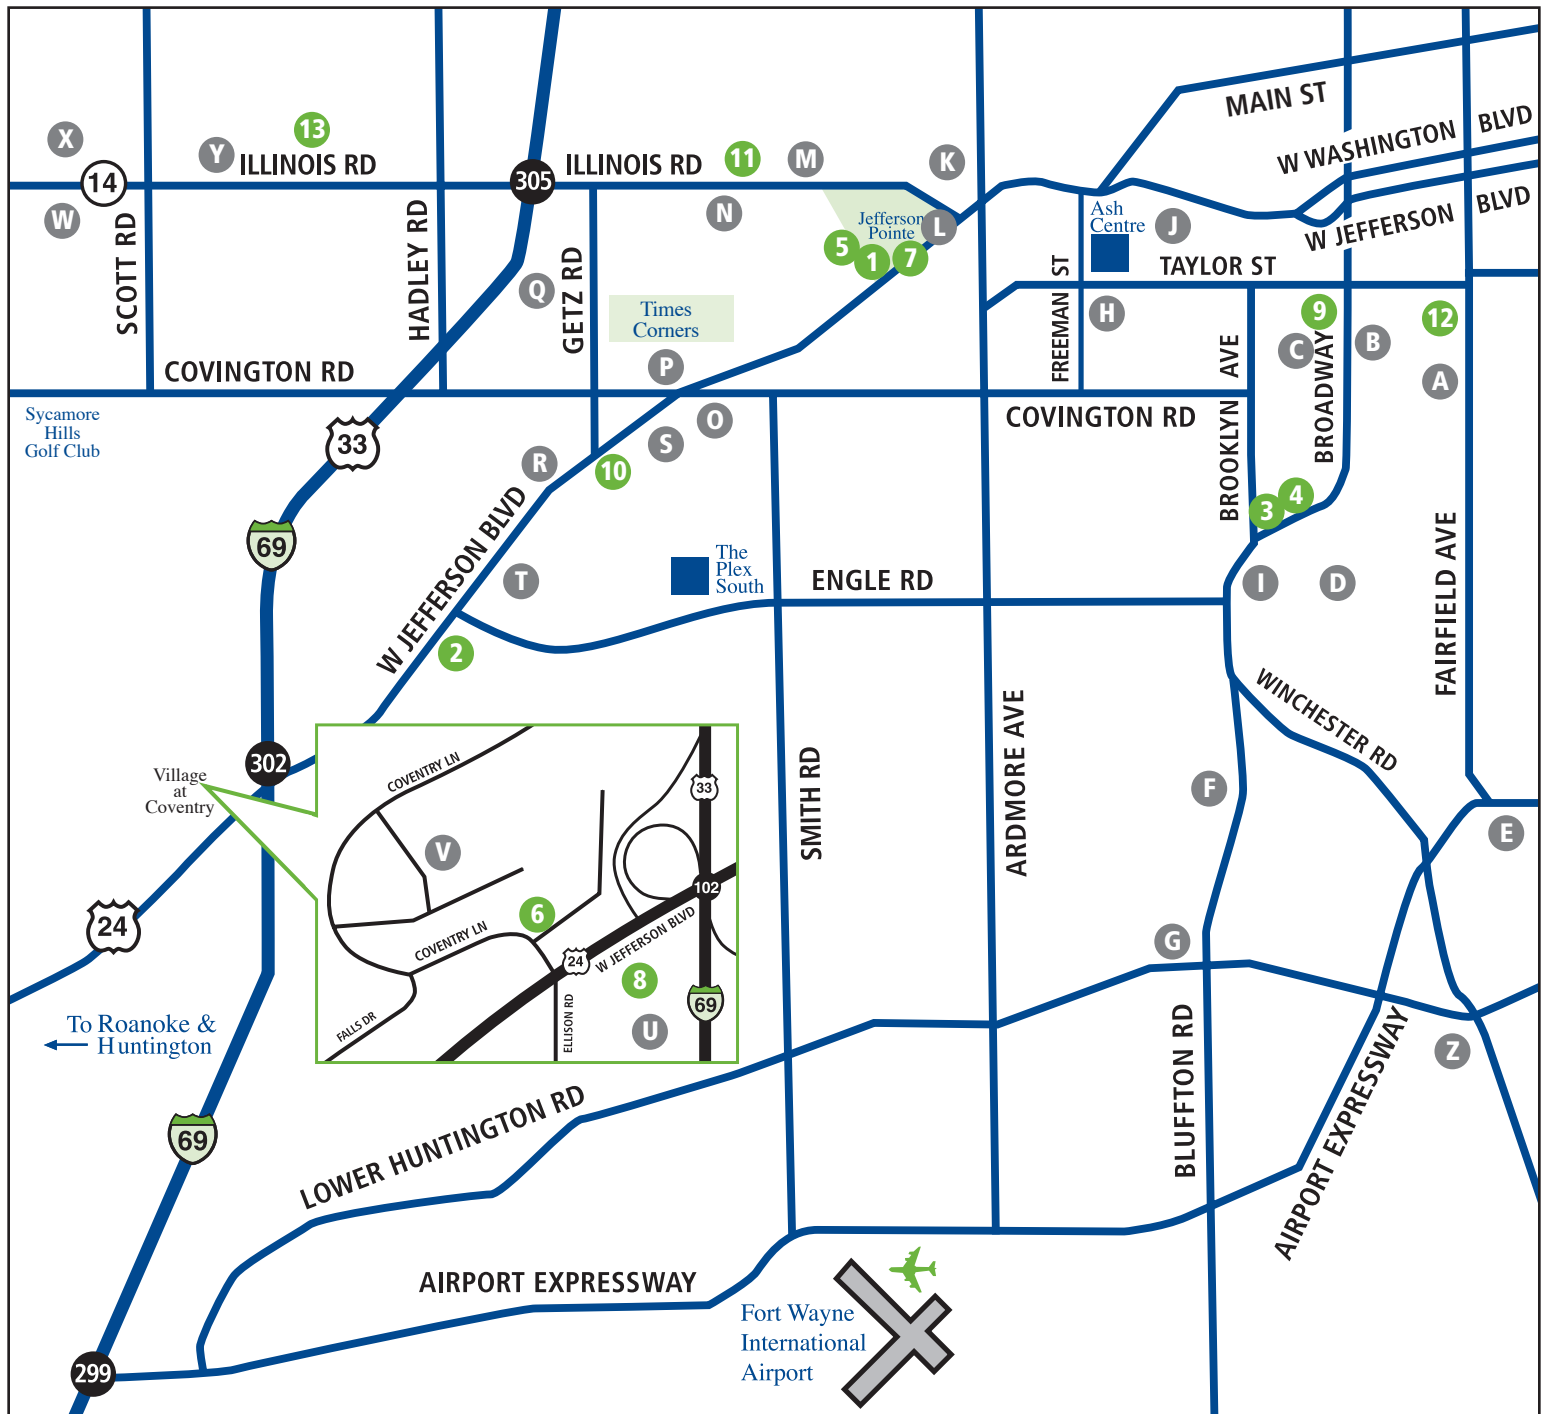 MAIN ST
W WASHINGTON BLVD
W JEFFERSON BLVD
X
Y
13
ILLINOIS RD
305
ILLINOIS RD
11
M
K
14
W
N
Jefferson
Pointe
L
5
1
7
Ash
Centre
J
TAYLOR ST
SCOTT RD
HADLEY RD
Q
GETZ RD
Times
Corners
P
FREEMAN ST
H
9
C
B
12
A
BROOKLYN AVE
BROADWAY
COVINGTON RD
COVINGTON RD
Sycamore
Hills
Golf Club
33
O
S
R
10
3
4
69
W JEFFERSON BLVD
T
The
Plex
South
ENGLE RD
I
D
FAIRFIELD AVE
2
WINCHESTER RD
302
Village
at
Coventry
COVENTRY LN
33
V
102
6
COVENTRY LN
24
W JEFFERSON BLVD
8
69
FALLS DR
ELLISON RD
U
SMITH RD
ARDMORE AVE
F
E
24
G
To Roanoke &
Huntington
Z
BLUFFTON RD
AIRPORT EXPRESSWAY
69
LOWER HUNTINGTON RD
AIRPORT EXPRESSWAY
299
Fort Wayne
International
Airport